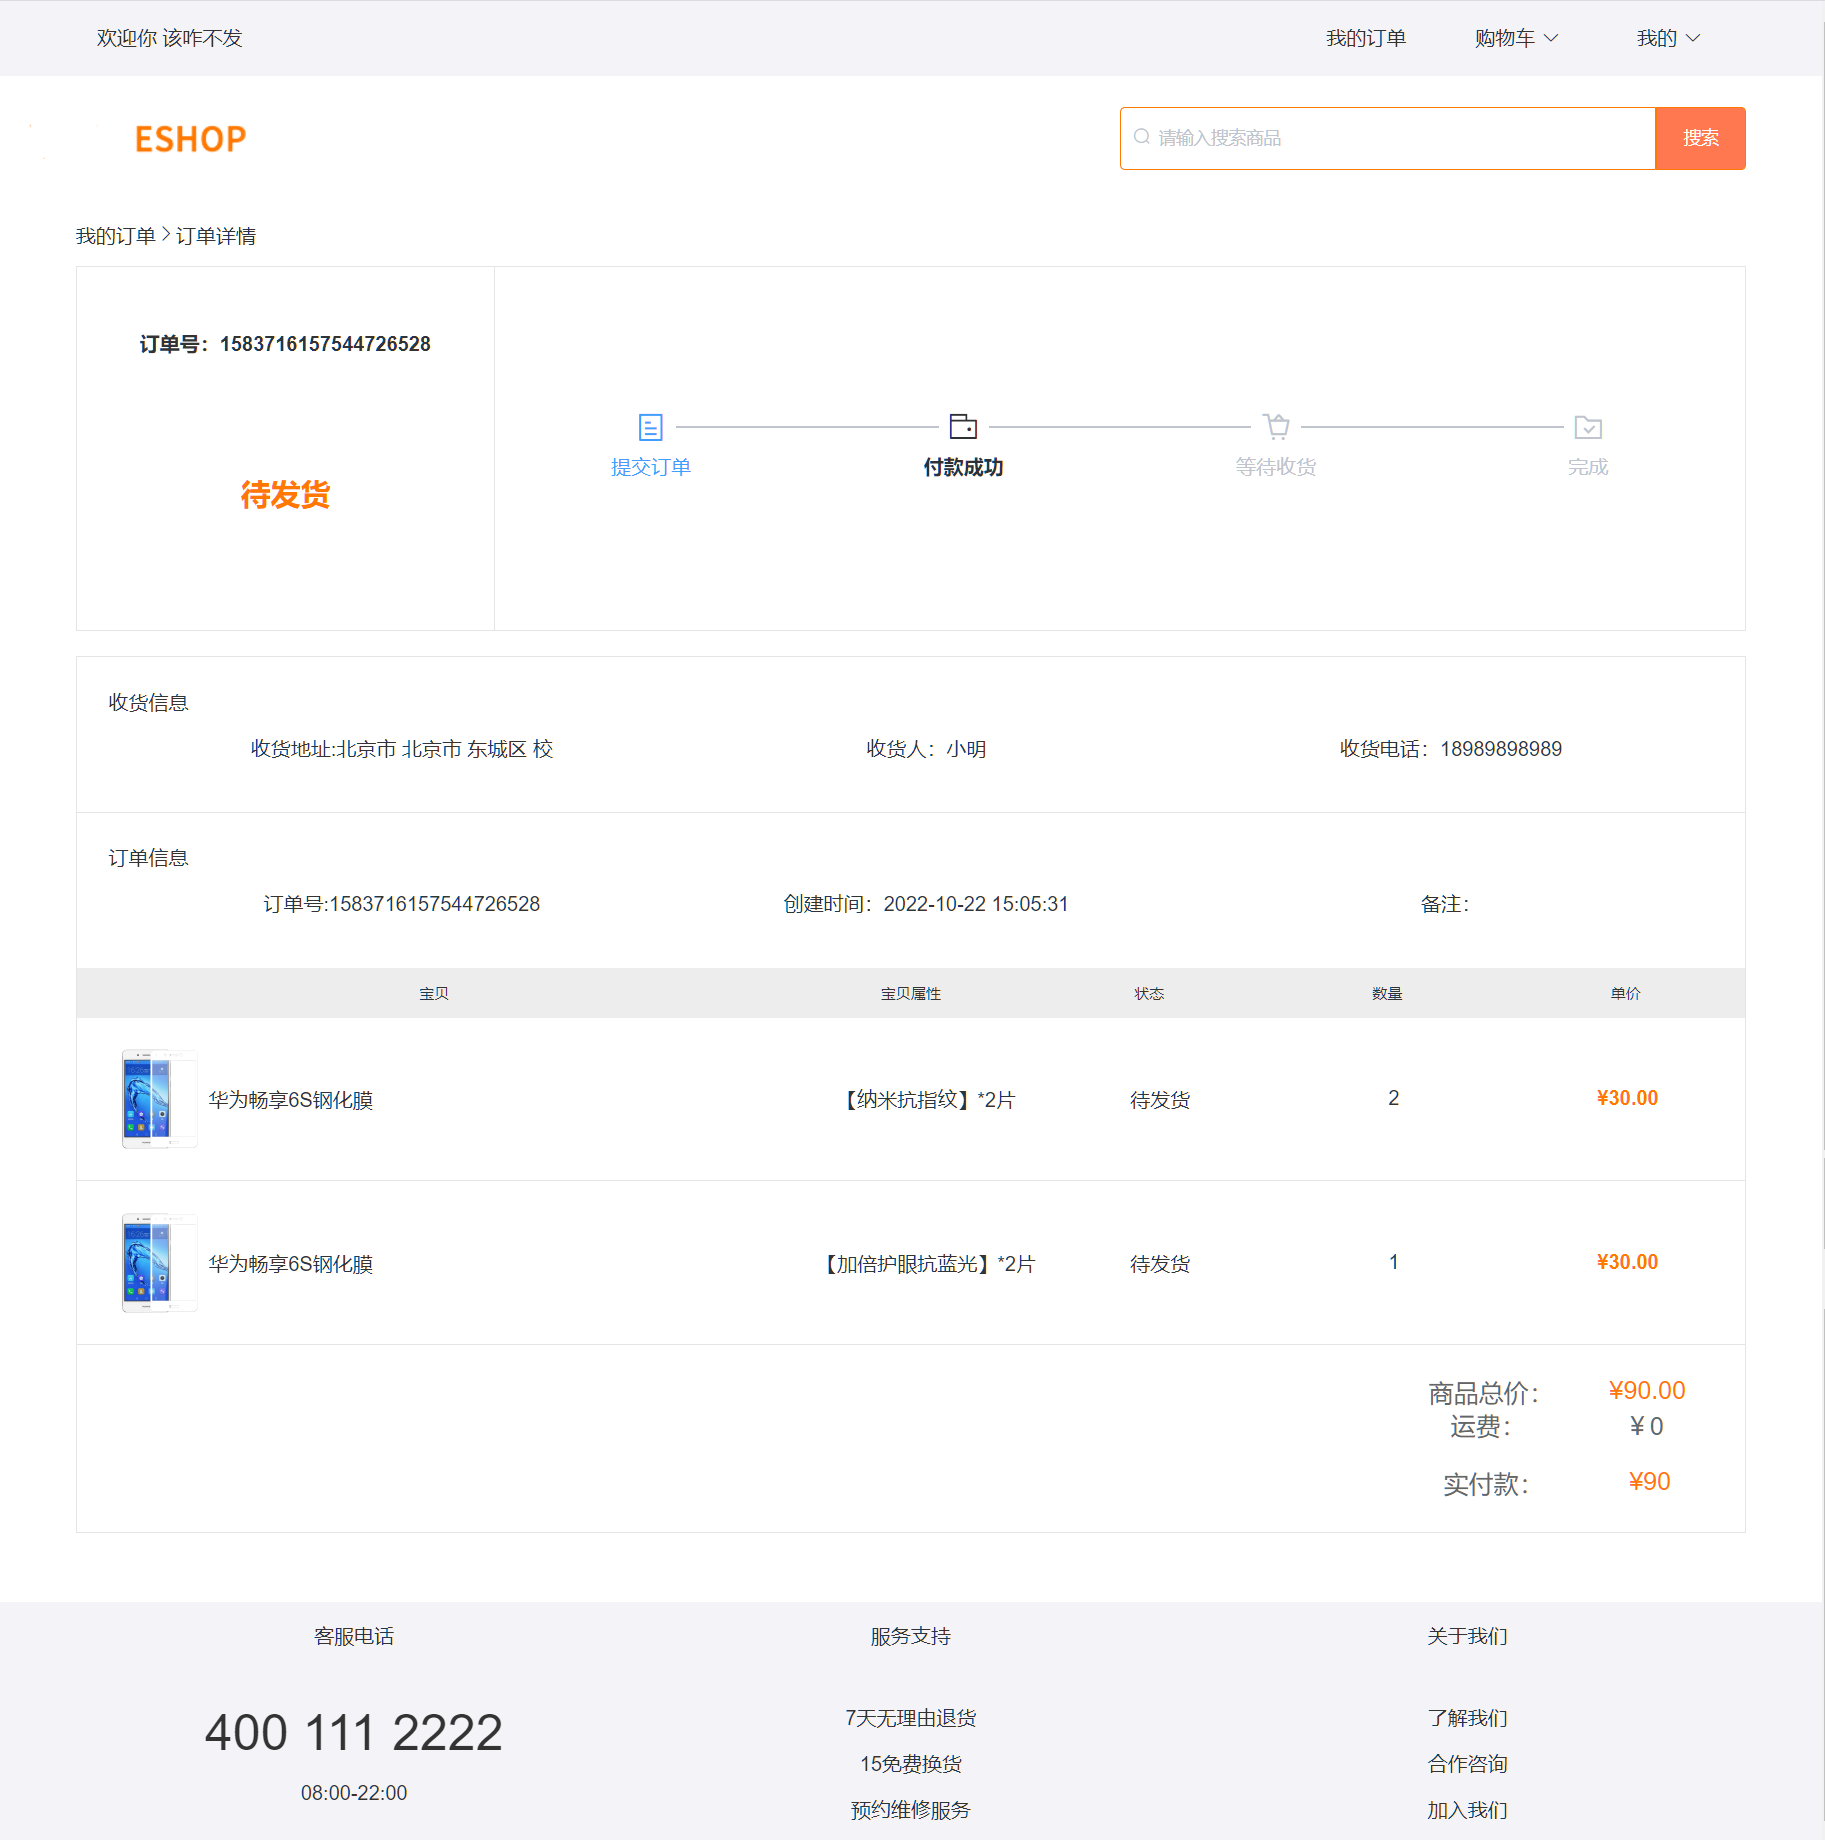 欢迎你 该咋不发 我的订单 购物车 我的
ESHOP 请输入搜索商品 搜索
我的订单 > 订单详情
订单号：1583716157544726528
待发货
提交订单 付款成功 等待收货 完成
收货信息
收货地址:北京市 北京市 东城区 校 收货人：小明 收货电话：18989898989
订单信息
订单号:1583716157544726528 创建时间：2022-10-22 15:05:31 备注：
宝贝 宝贝属性 状态 数量 单价
华为畅享6S钢化膜 【纳米抗指纹】*2片 待发货 2 ¥30.00
华为畅享6S钢化膜 【加倍护眼抗蓝光】*2片 待发货 1 ¥30.00
商品总价： ¥90.00
运费： ¥ 0
实付款： ¥90
客服电话 服务支持 关于我们
400 111 2222
08:00-22:00
7天无理由退货
15免费换货
预约维修服务
了解我们
合作咨询
加入我们